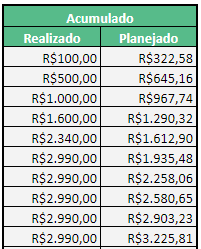 Acumulado
Realizado Planejado
R$100,00 R$322,58
R$500,00 R$645,16
R$1.000,00 R$967,74
R$1.600,00 R$1.290,32
R$2.340,00 R$1.612,90
R$2.990,00 R$1.935,48
R$2.990,00 R$2.258,06
R$2.990,00 R$2.580,65
R$2.990,00 R$2.903,23
R$2.990,00 R$3.225,81